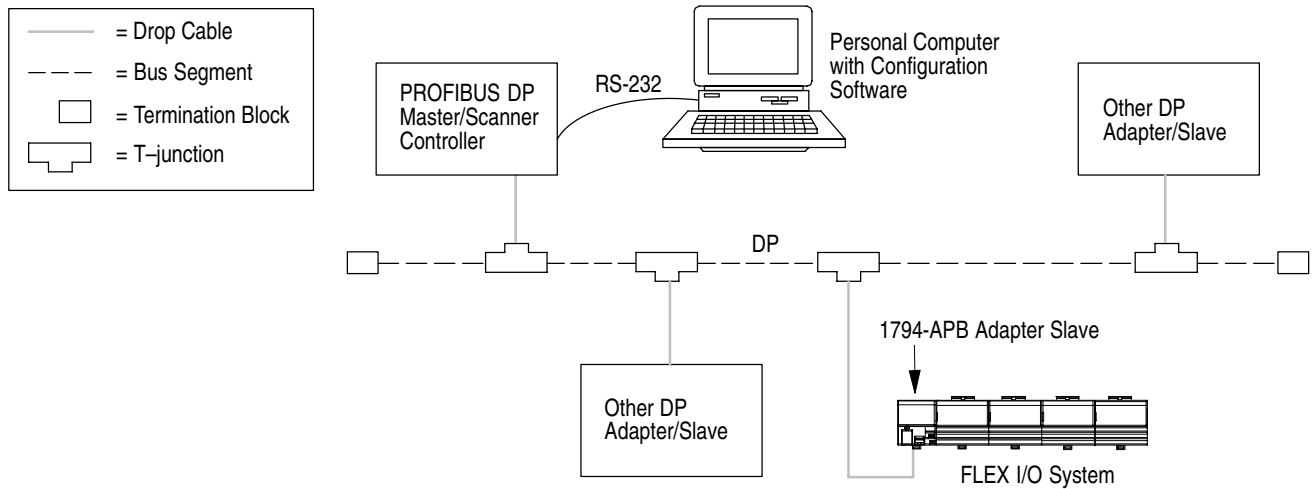 = Drop Cable
= Bus Segment
= Termination Block
= T–junction
PROFIBUS DP
Master/Scanner
Controller
RS-232
Personal Computer
with Configuration
Software
Other DP
Adapter/Slave
DP
1794-APB Adapter Slave
Other DP
Adapter/Slave
FLEX I/O System